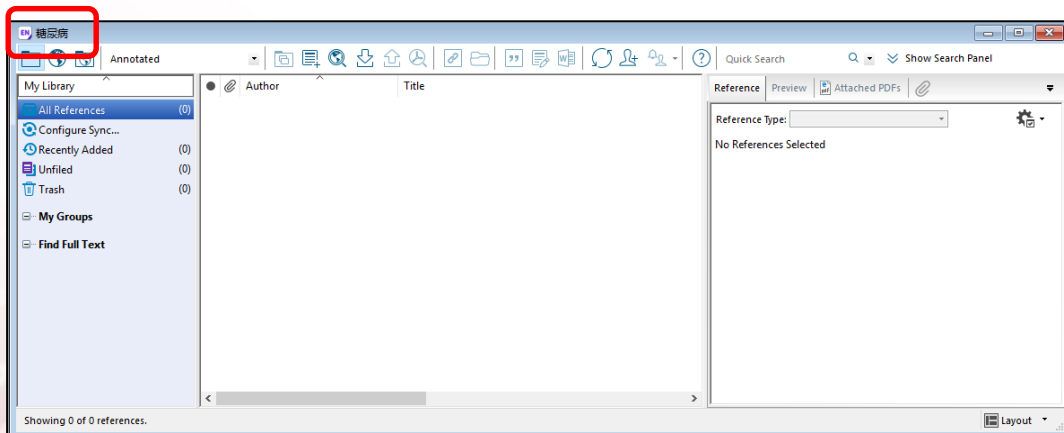 EN 糖尿病
Annotated
Quick Search
Show Search Panel
My Library
All References (0)
Configure Sync...
Recently Added (0)
Unfiled (0)
Trash (0)
My Groups
Find Full Text
Author Title
Reference Preview Attached PDFs
Reference Type:
No References Selected
Showing 0 of 0 references.
Layout